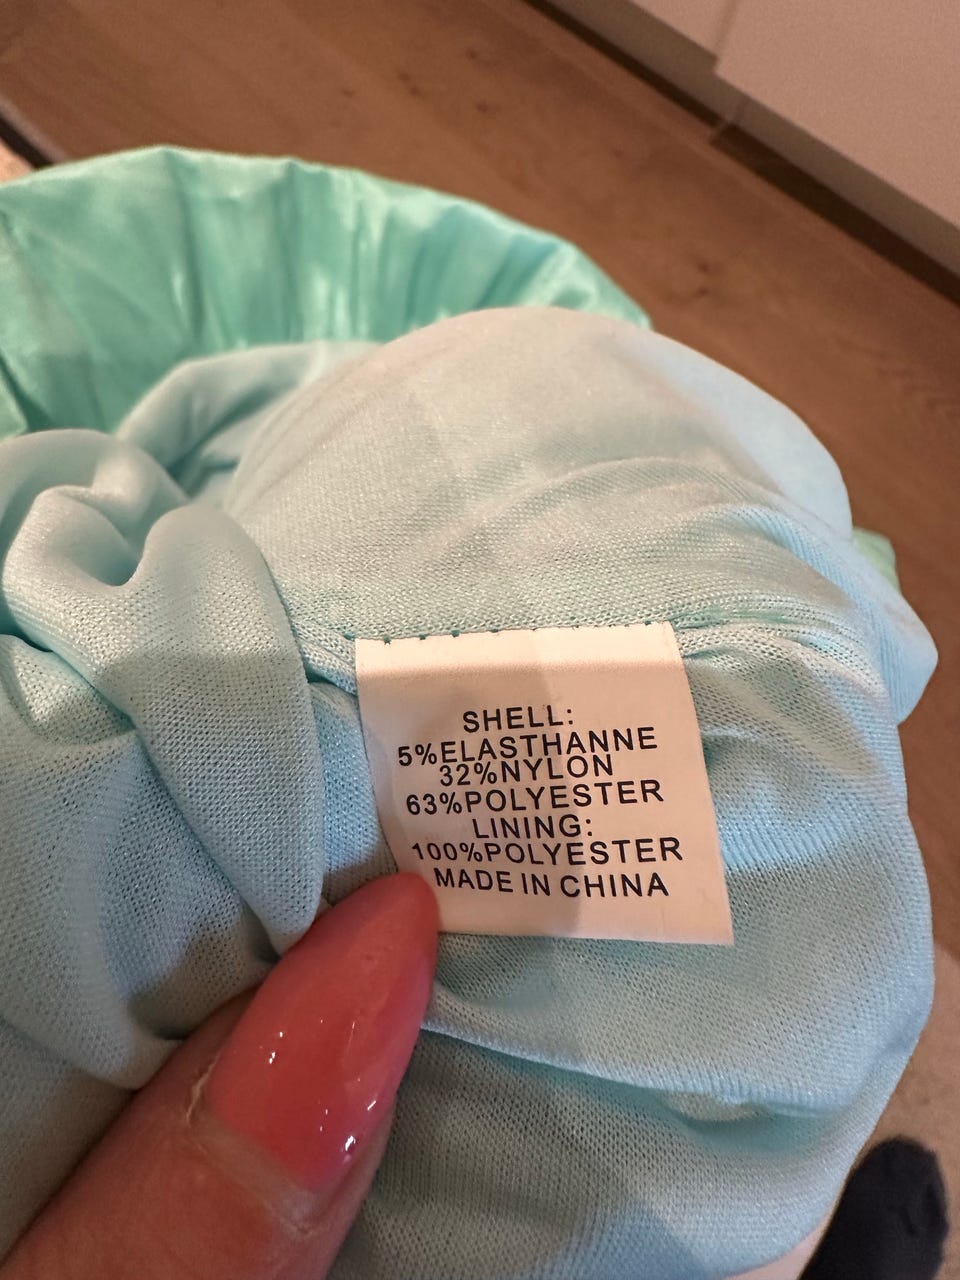 SHELL:
5%ELASTHANNE
32%NYLON
63%POLYESTER
LINING:
100%POLYESTER
MADE IN CHINA